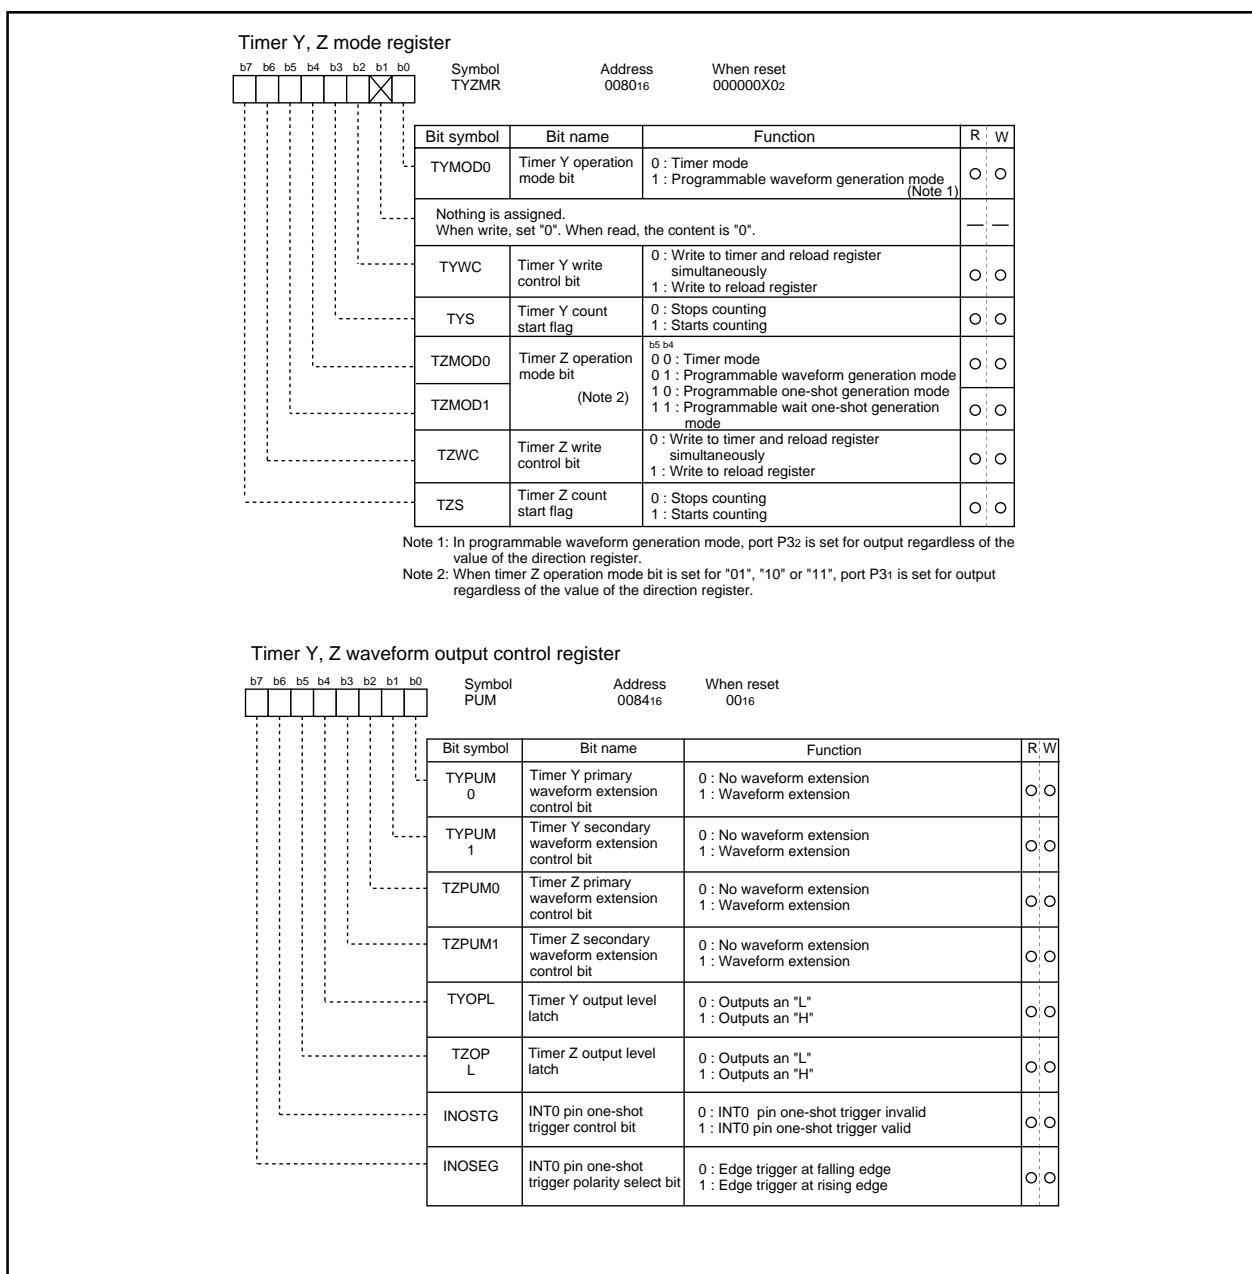 Timer Y, Z mode register
b7 b6 b5 b4 b3 b2 b1 b0
Symbol Address When reset
TYZMR 008016 000000X02
Bit symbol Bit name Function R W
TYMOD0 Timer Y operation mode bit 0 : Timer mode
1 : Programmable waveform generation mode
(Note 1)
Nothing is assigned.
When write, set "0". When read, the content is "0".
TYWC Timer Y write control bit 0 : Write to timer and reload register
simultaneously
1 : Write to reload register
TYS Timer Y count start flag 0 : Stops counting
1 : Starts counting
TZMOD0 Timer Z operation mode bit
(Note 2)
b5 b4
0 0 : Timer mode
0 1 : Programmable waveform generation mode
TZMOD1 1 0 : Programmable one-shot generation mode
1 1 : Programmable wait one-shot generation
mode
TZWC Timer Z write control bit 0 : Write to timer and reload register
simultaneously
1 : Write to reload register
TZS Timer Z count start flag 0 : Stops counting
1 : Starts counting
Note 1: In programmable waveform generation mode, port P32 is set for output regardless of the
value of the direction register.
Note 2: When timer Z operation mode bit is set for "01", "10" or "11", port P31 is set for output
regardless of the value of the direction register.
Timer Y, Z waveform output control register
b7 b6 b5 b4 b3 b2 b1 b0
Symbol Address When reset
PUM 008416 0016
Bit symbol Bit name Function R W
TYPUM
0
Timer Y primary
waveform extension
control bit
0 : No waveform extension
1 : Waveform extension
TYPUM
1
Timer Y secondary
waveform extension
control bit
0 : No waveform extension
1 : Waveform extension
TZPUM0
Timer Z primary
waveform extension
control bit
0 : No waveform extension
1 : Waveform extension
TZPUM1
Timer Z secondary
waveform extension
control bit
0 : No waveform extension
1 : Waveform extension
TYOPL
Timer Y output level
latch
0 : Outputs an "L"
1 : Outputs an "H"
TZOP
L
Timer Z output level
latch
0 : Outputs an "L"
1 : Outputs an "H"
INOSTG
INT0 pin one-shot
trigger control bit
0 : INT0 pin one-shot trigger invalid
1 : INT0 pin one-shot trigger valid
INOSEG
INT0 pin one-shot
trigger polarity select bit
0 : Edge trigger at falling edge
1 : Edge trigger at rising edge